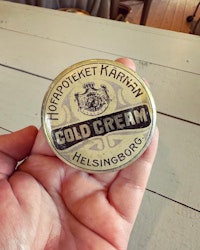 HOFAPOTEKET KÄRNAN
COLD CREAM
HELSINGBORG.